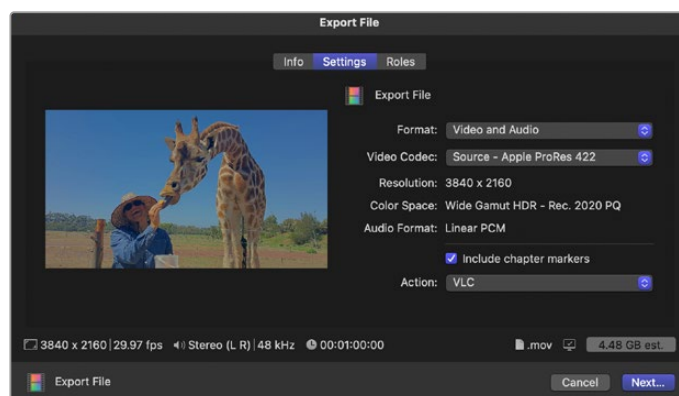 Export File
Info Settings Roles
Export File
Format: Video and Audio
Video Codec: Source - Apple ProRes 422
Resolution: 3840 x 2160
Color Space: Wide Gamut HDR - Rec. 2020 PQ
Audio Format: Linear PCM
Include chapter markers
Action: VLC
3840 x 2160 | 29.97 fps Stereo (L R) | 48 kHz 00:01:00:00 .mov 4.48 GB est.
Export File Cancel Next...